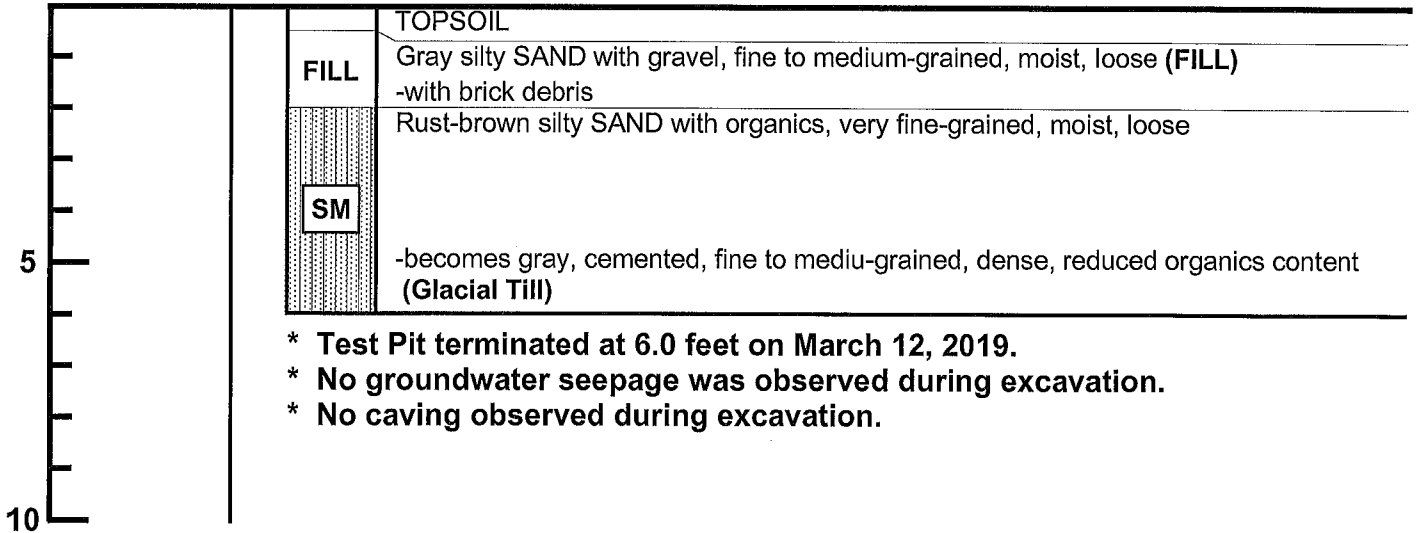 TOPSOIL
FILL
Gray silty SAND with gravel, fine to medium-grained, moist, loose (FILL)
-with brick debris
Rust-brown silty SAND with organics, very fine-grained, moist, loose
SM
5
-becomes gray, cemented, fine to mediu-grained, dense, reduced organics content
(Glacial Till)
* Test Pit terminated at 6.0 feet on March 12, 2019.
* No groundwater seepage was observed during excavation.
* No caving observed during excavation.
10